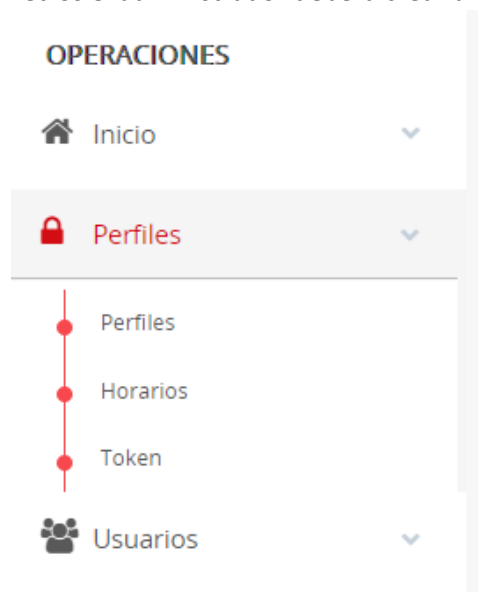 OPERACIONES
Inicio
Perfiles
Perfiles
Horarios
Token
Usuarios